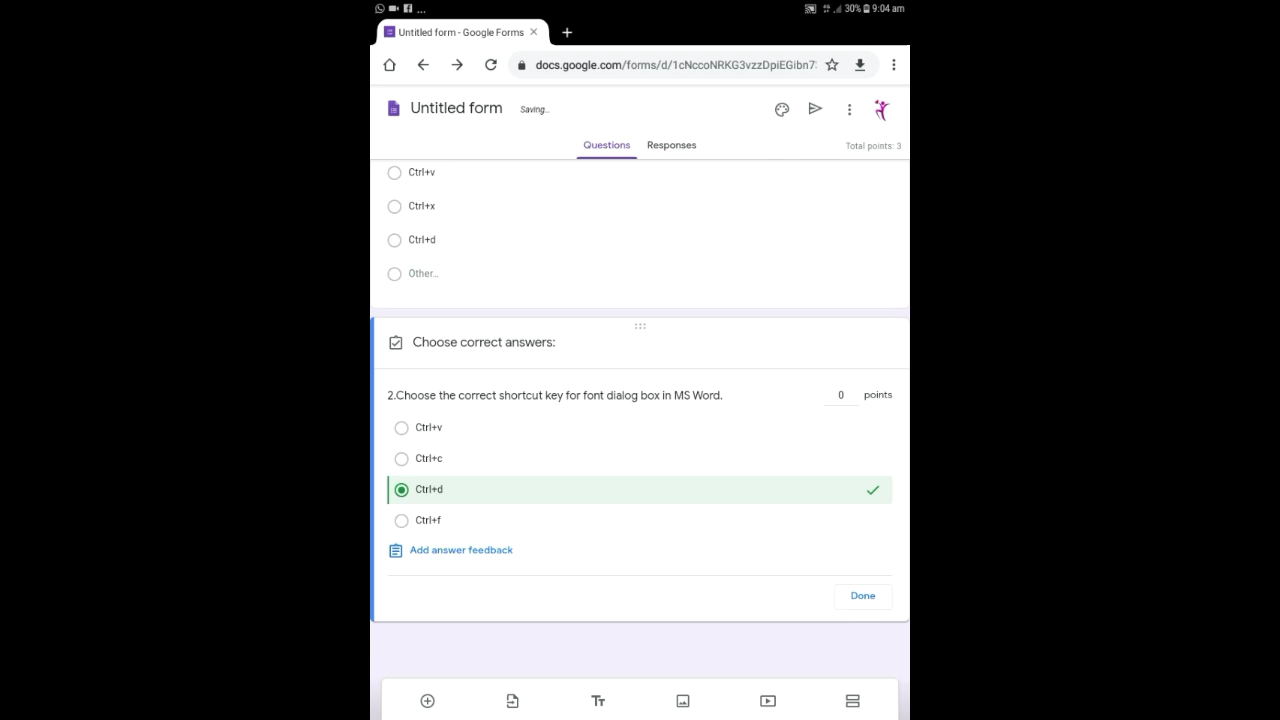 ... 30% 9:04 am
Untitled form - Google Forms
docs.google.com/forms/d/1cNccoNRKG3vzzDpiEGibn7
Untitled form Saving...
Questions Responses Total points: 3
Ctrl+v
Ctrl+x
Ctrl+d
Other...
Choose correct answers:
2.Choose the correct shortcut key for font dialog box in MS Word. 0 points
Ctrl+v
Ctrl+c
Ctrl+d
Ctrl+f
Add answer feedback
Done
Tт